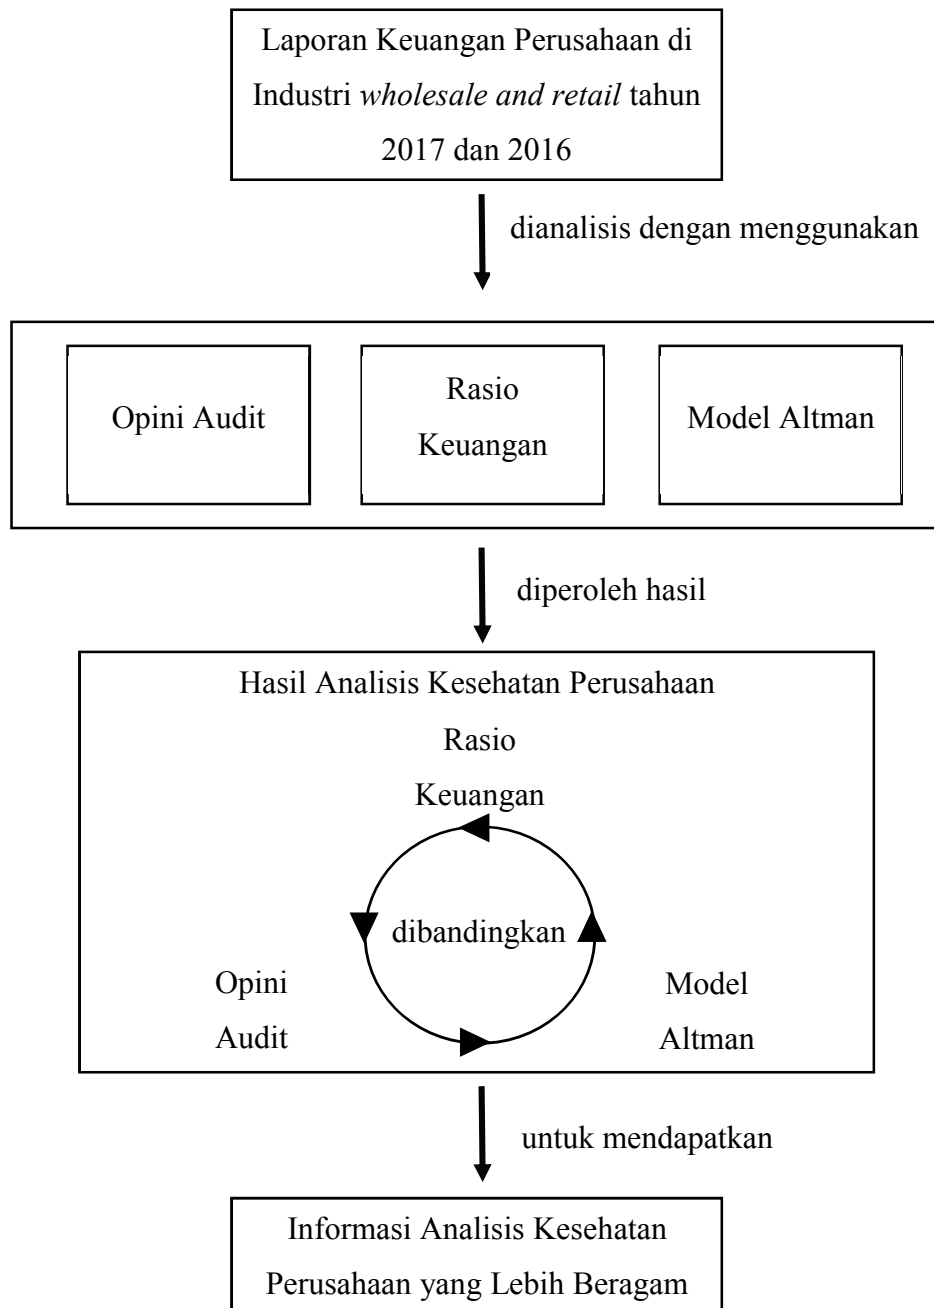 Laporan Keuangan Perusahaan di
Industri wholesale and retail tahun
2017 dan 2016
dianalisis dengan menggunakan
Opini Audit
Rasio
Keuangan
Model Altman
diperoleh hasil
Hasil Analisis Kesehatan Perusahaan
Rasio
Keuangan
dibandingkan
Opini
Audit
Model
Altman
untuk mendapatkan
Informasi Analisis Kesehatan
Perusahaan yang Lebih Beragam